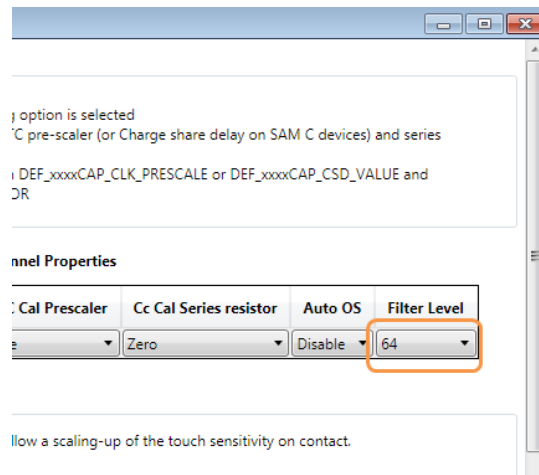 option is selected
C pre-scaler (or Charge share delay on SAM C devices) and series
DEF_xxxxCAP_CLK_PRESCALE or DEF_xxxxCAP_CSD_VALUE and
OR
nnel Properties
Cal Prescaler Cc Cal Series resistor Auto OS Filter Level
e Zero Disable 64
llow a scaling-up of the touch sensitivity on contact.